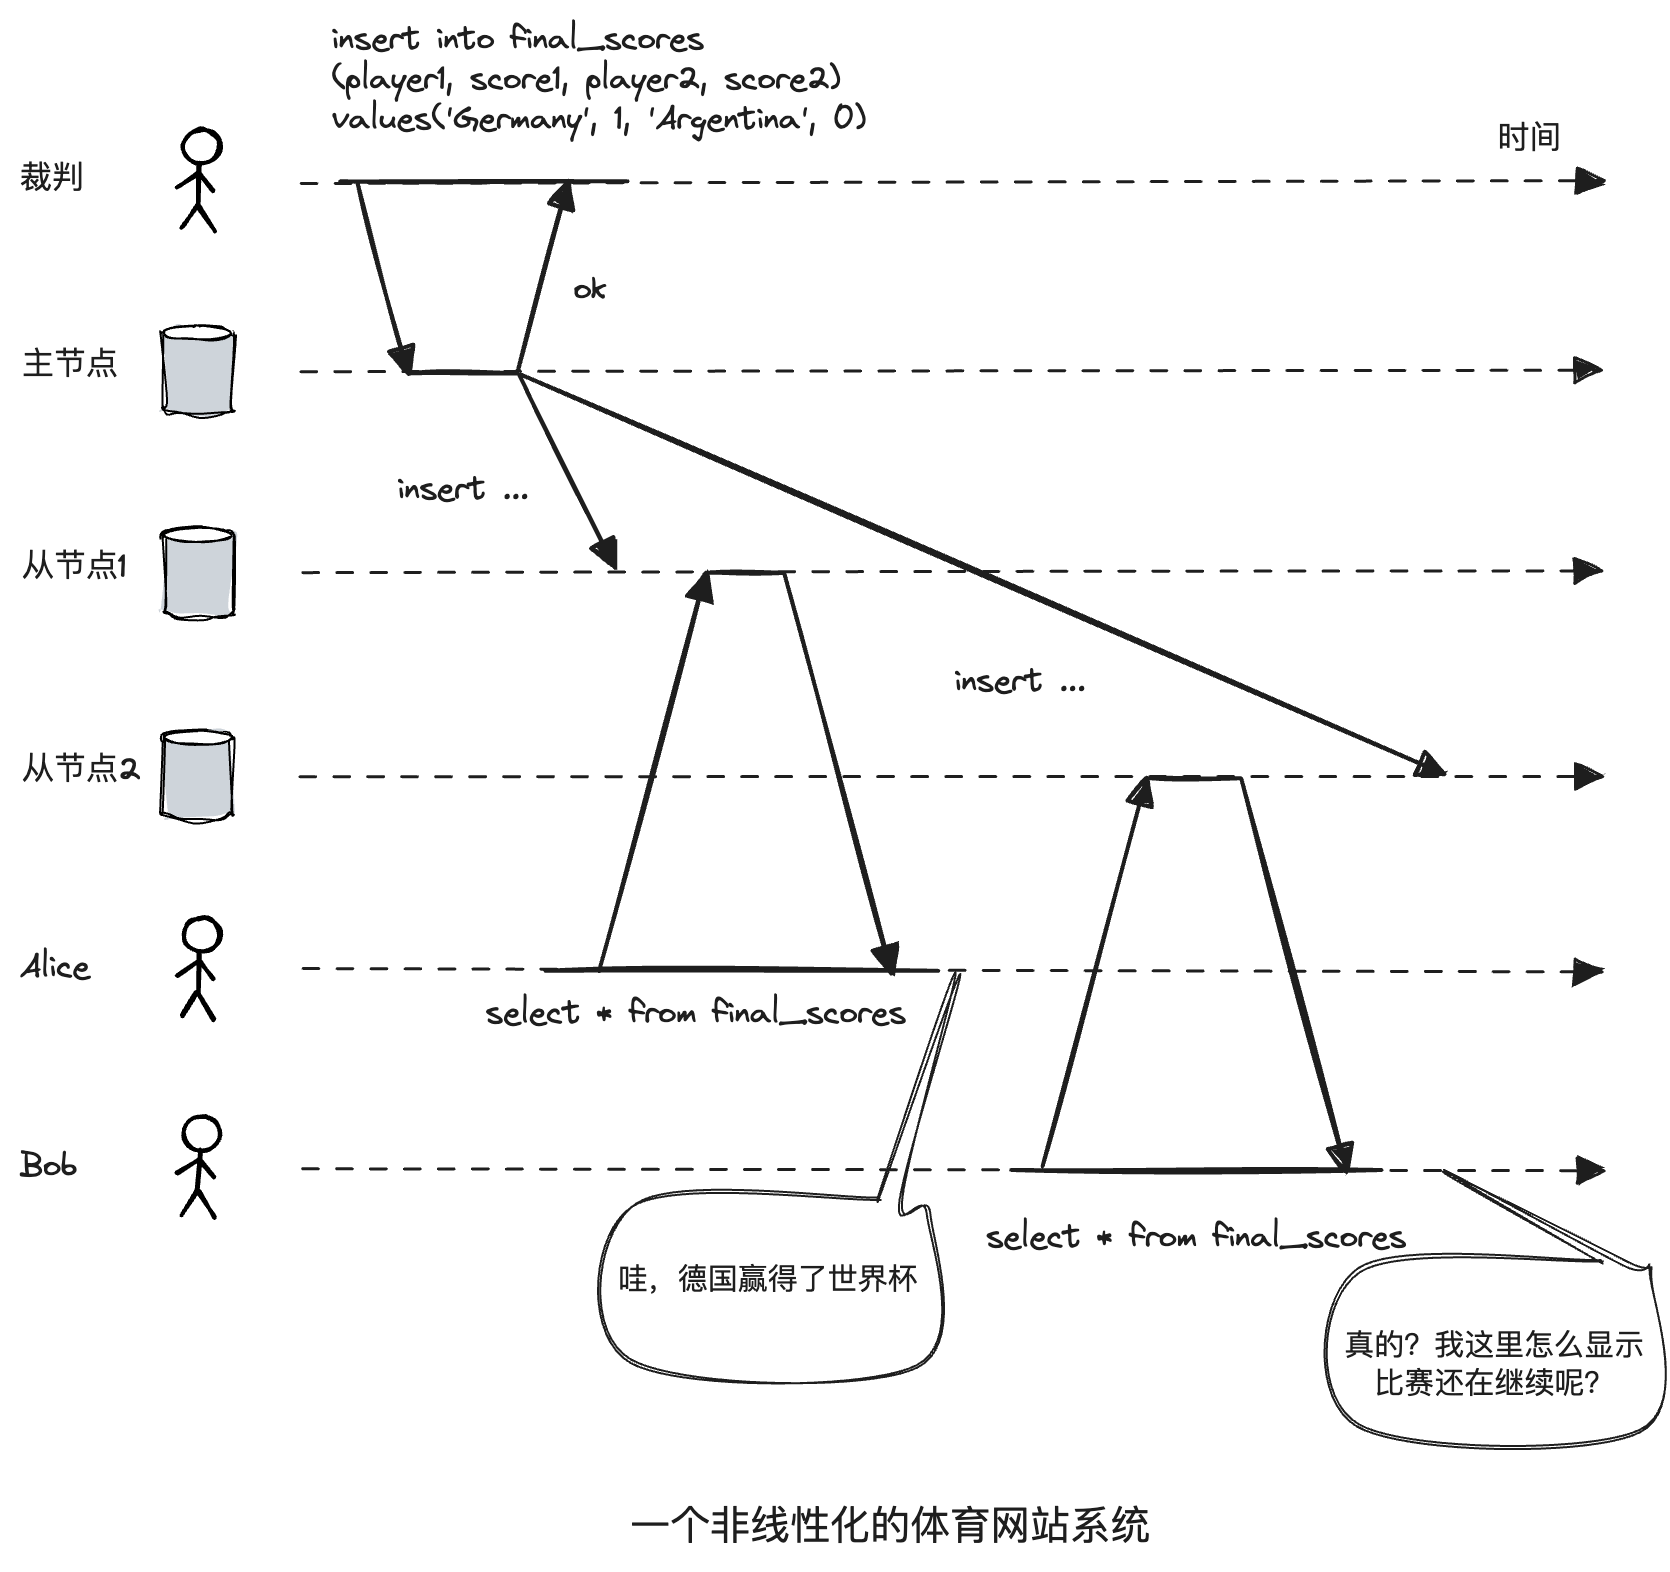 insert into final_scores
(player1, score1, player2, score2)
values('Germany', 1, 'Argentina', 0)
时间
裁判
ok
主节点
insert ...
从节点1
insert ...
从节点2
Alice
select * from final_scores
Bob
select * from final_scores
哇，德国赢得了世界杯
真的？我这里怎么显示
比赛还在继续呢？
一个非线性化的体育网站系统